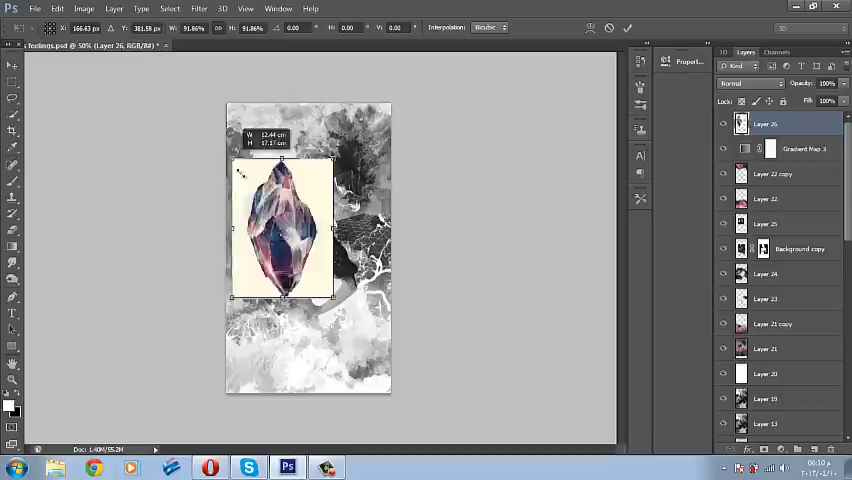 Ps File Edit Image Layer Type Select Filter 3D View Window Help
X: 166.63 px Y: 381.58 px W: 91.86% H: 91.86% 0.00 ° H: 0.00 ° V: 0.00 ° Interpolation: Bicubic
3D
feelings.psd @ 50% (Layer 26, RGB/8#) * ×
3D Layers Channels
Propert...
Kind
Normal Opacity: 100%
Lock: Fill: 100%
W: 12.44 cm
H: 17.17 cm
Layer 26
Gradient Map 3
Layer 22 copy
Layer 22
Layer 25
Background copy
Layer 24
Layer 23
Layer 21 copy
Layer 21
Layer 20
Layer 19
Layer 13
Doc: 1.40M/55.2M
fx
06:10 م